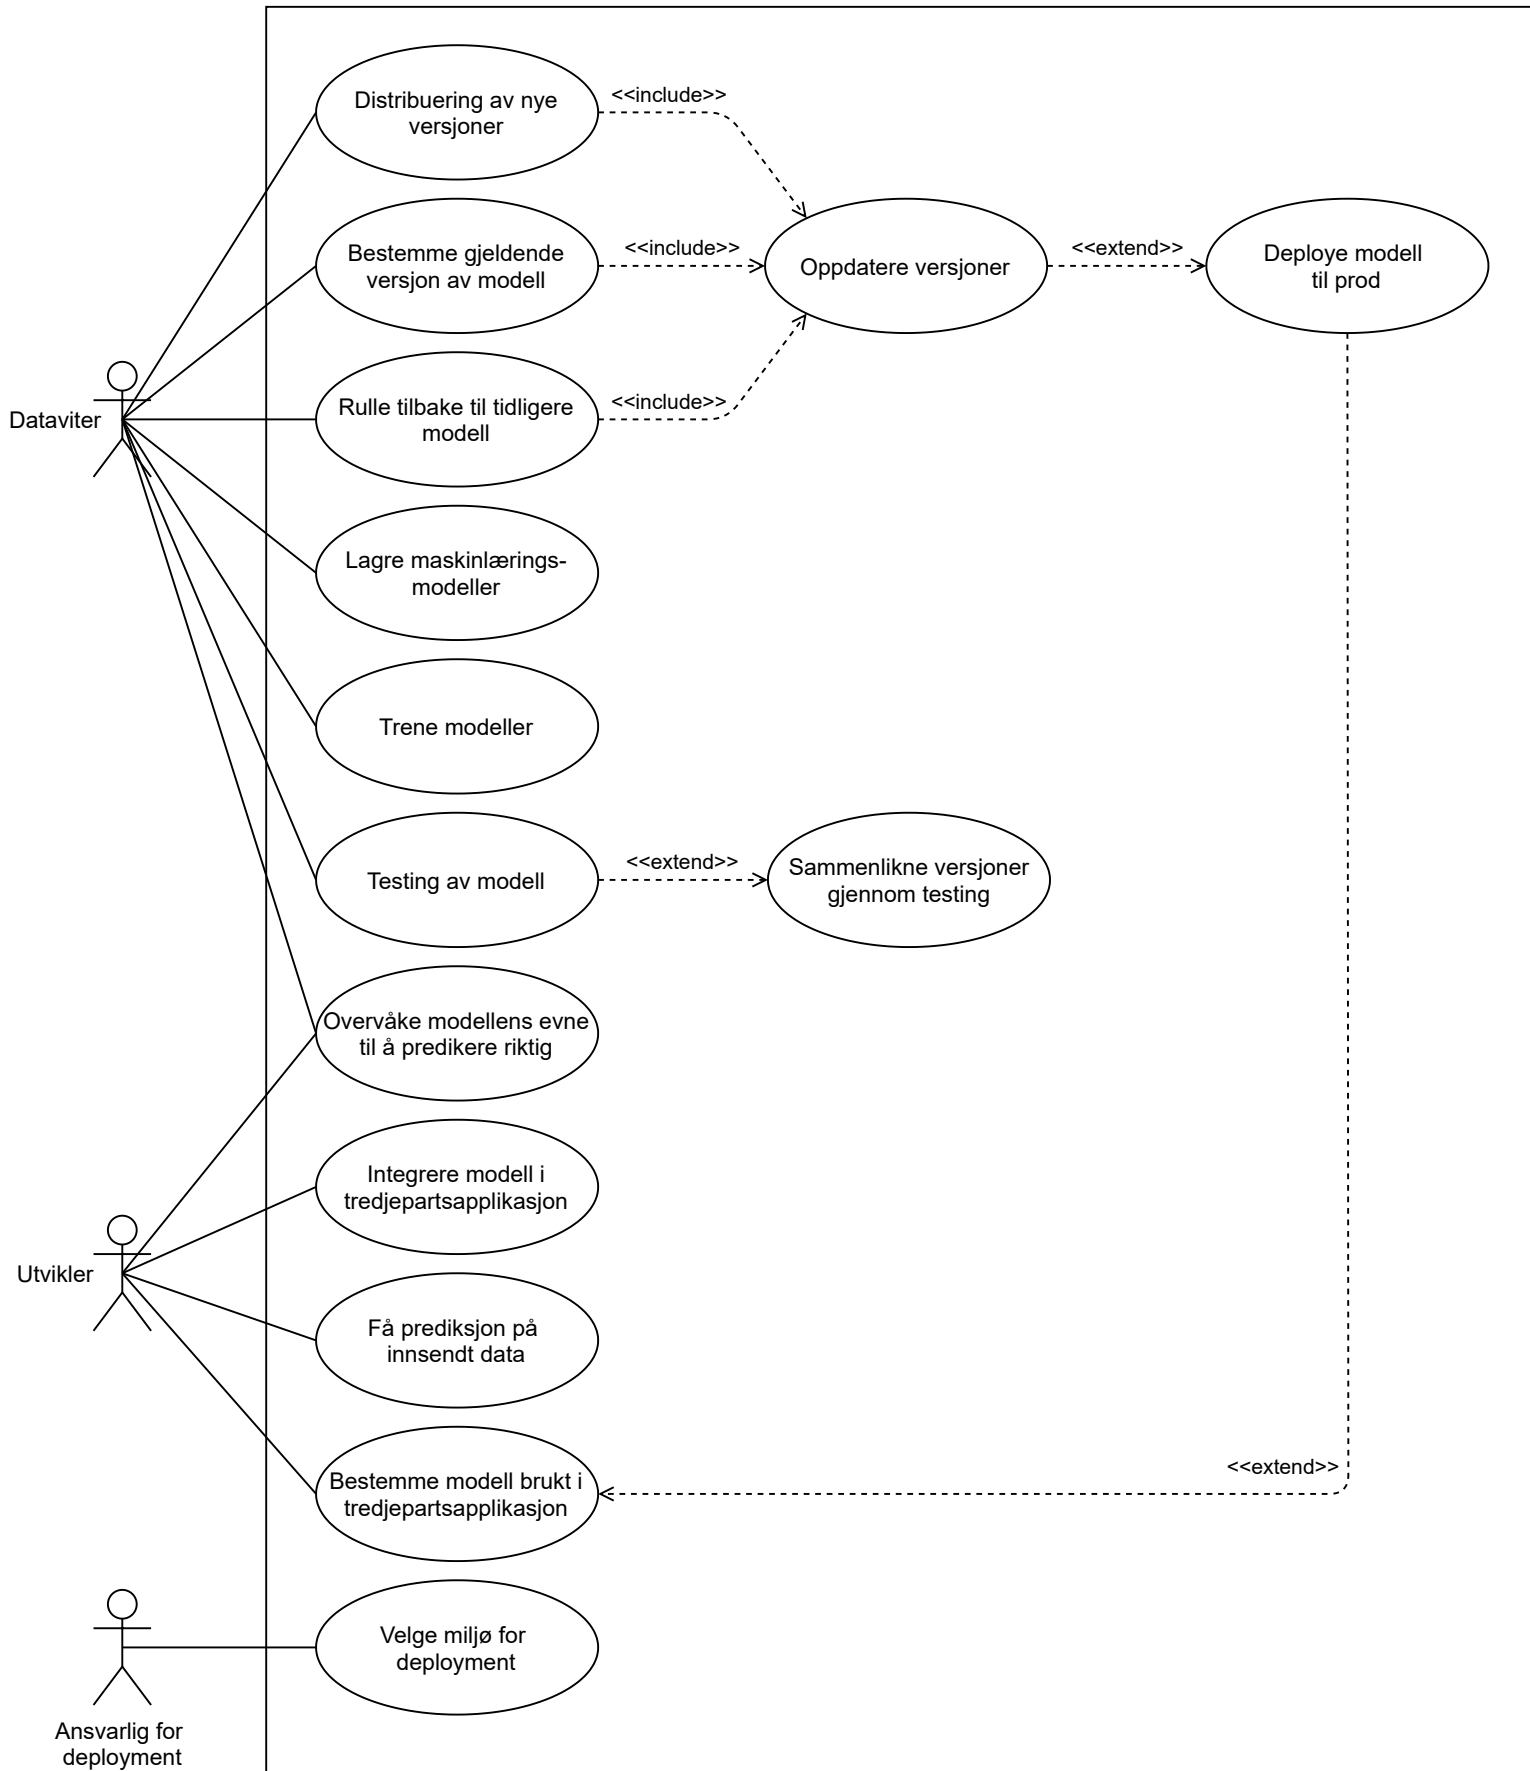 Distribuering av nye
versjoner
<<include>>
Bestemme gjeldende
versjon av modell
<<include>>
Oppdatere versjoner
<<extend>>
Deploye modell
til prod
Dataviter
Rulle tilbake til tidligere
modell
<<include>>
Lagre maskinlærings-
modeller
Trene modeller
Testing av modell
<<extend>>
Sammenlikne versjoner
gjennom testing
Overvåke modellens evne
til å predikere riktig
Integrere modell i
tredjepartsapplikasjon
Utvikler
Få prediksjon på
innsendt data
Bestemme modell brukt i
tredjepartsapplikasjon
<<extend>>
Velge miljø for
deployment
Ansvarlig for
deployment